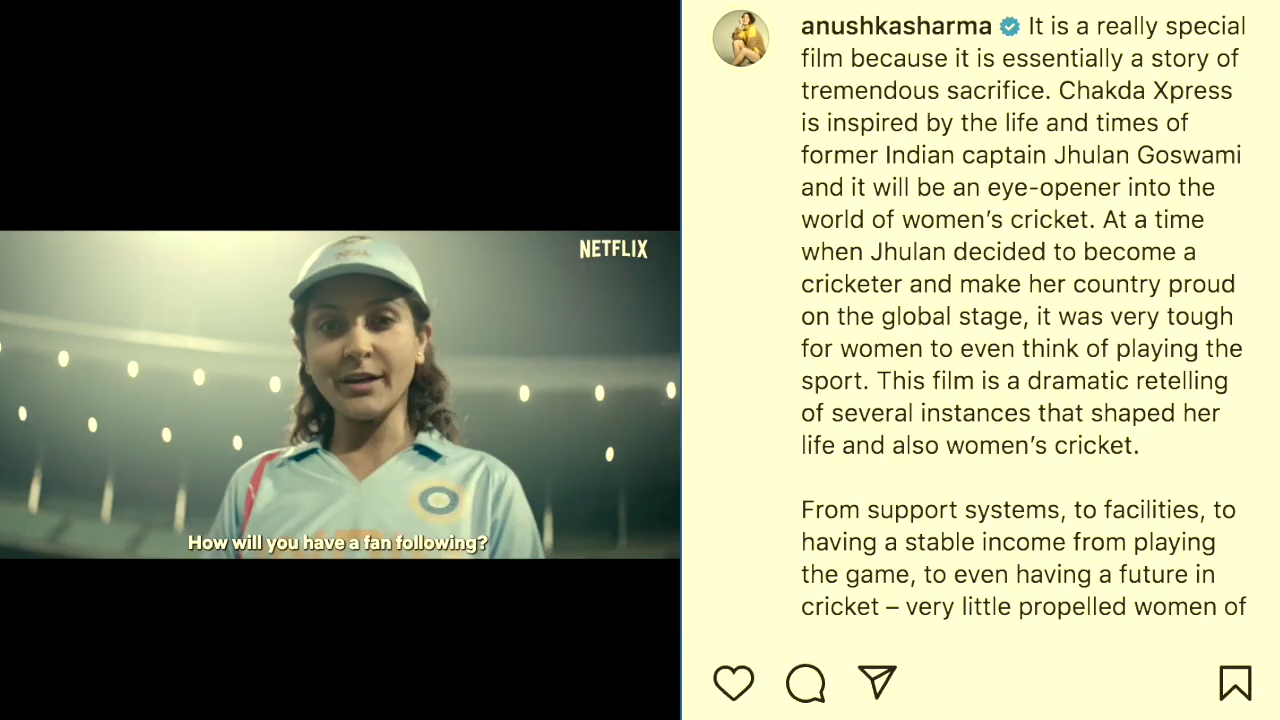 INDIA
NETFLIX
How will you have a fan following?
anushkasharma It is a really special
film because it is essentially a story of
tremendous sacrifice. Chakda Xpress
is inspired by the life and times of
former Indian captain Jhulan Goswami
and it will be an eye-opener into the
world of women’s cricket. At a time
when Jhulan decided to become a
cricketer and make her country proud
on the global stage, it was very tough
for women to even think of playing the
sport. This film is a dramatic retelling
of several instances that shaped her
life and also women’s cricket.
From support systems, to facilities, to
having a stable income from playing
the game, to even having a future in
cricket – very little propelled women of